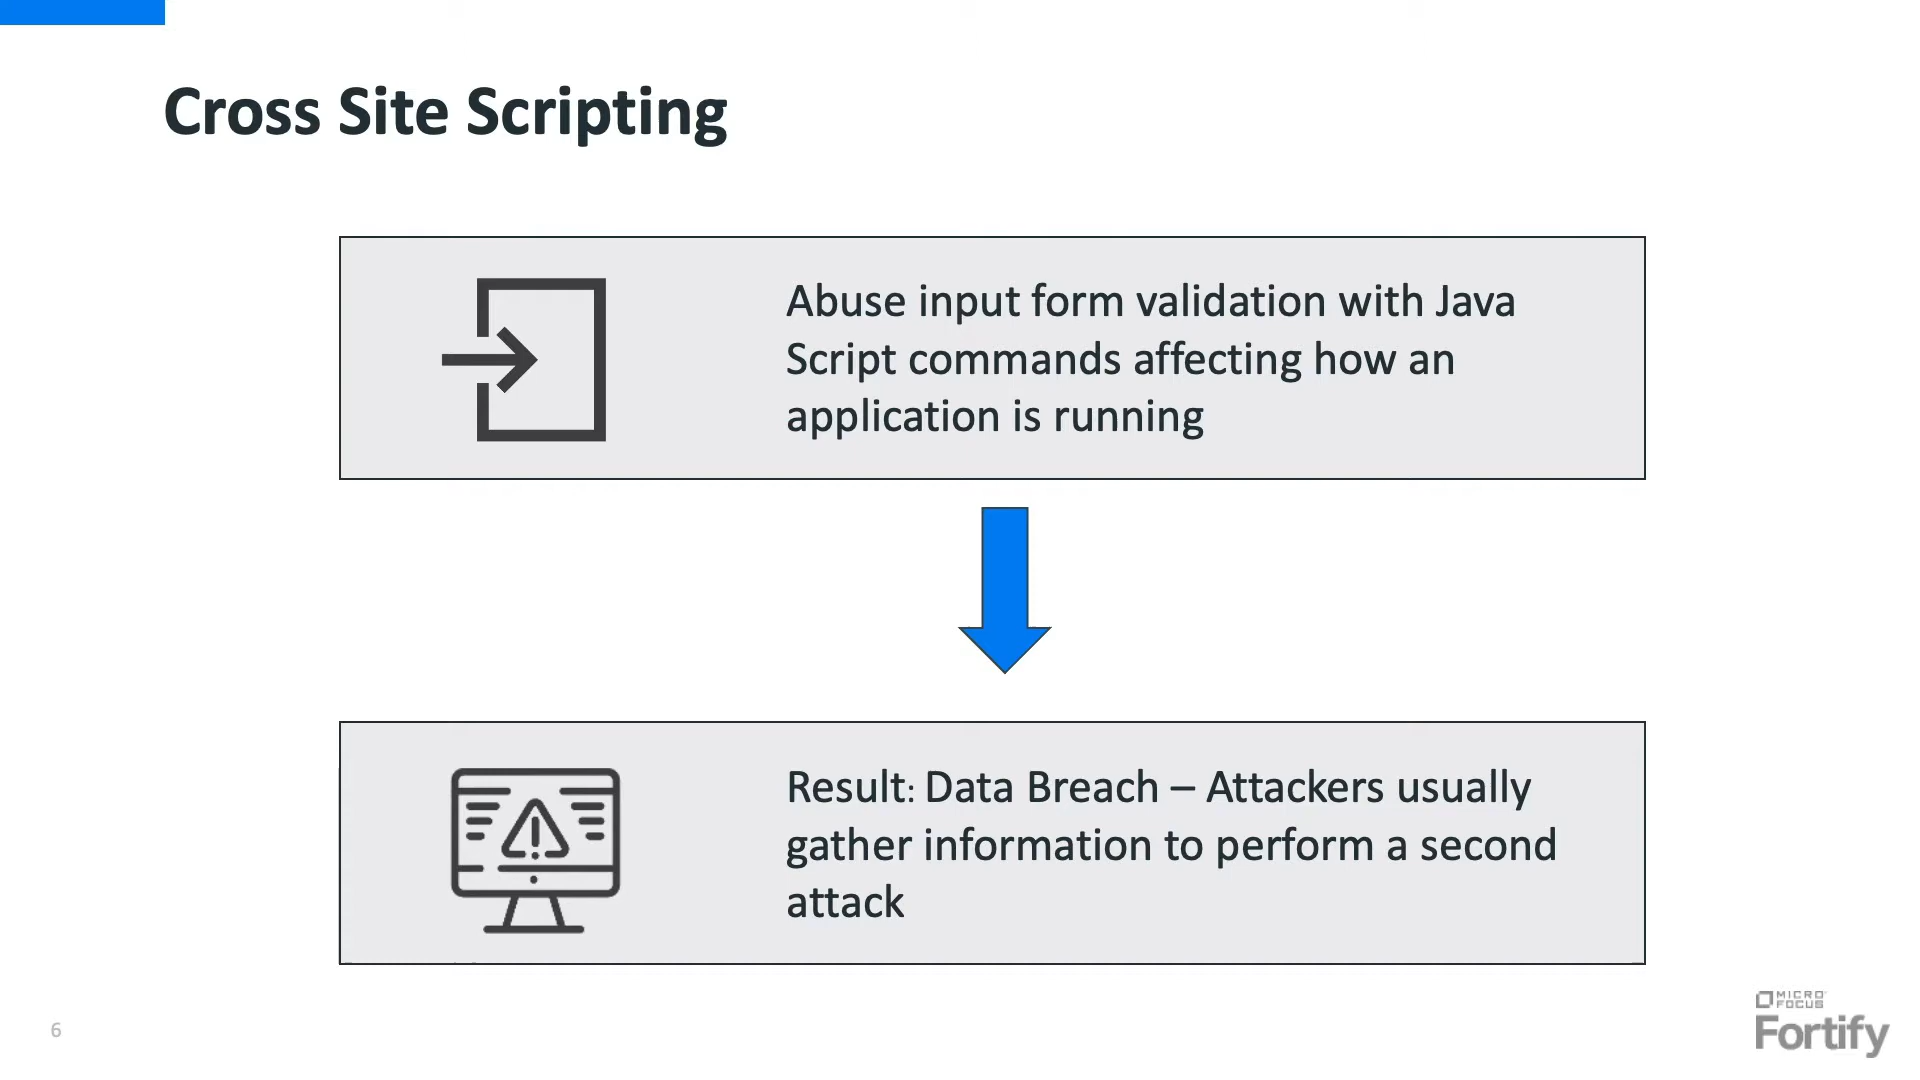 Cross Site Scripting
Abuse input form validation with Java
Script commands affecting how an
application is running
Result: Data Breach – Attackers usually
gather information to perform a second
attack
6
MICRO
FOCUS
Fortify